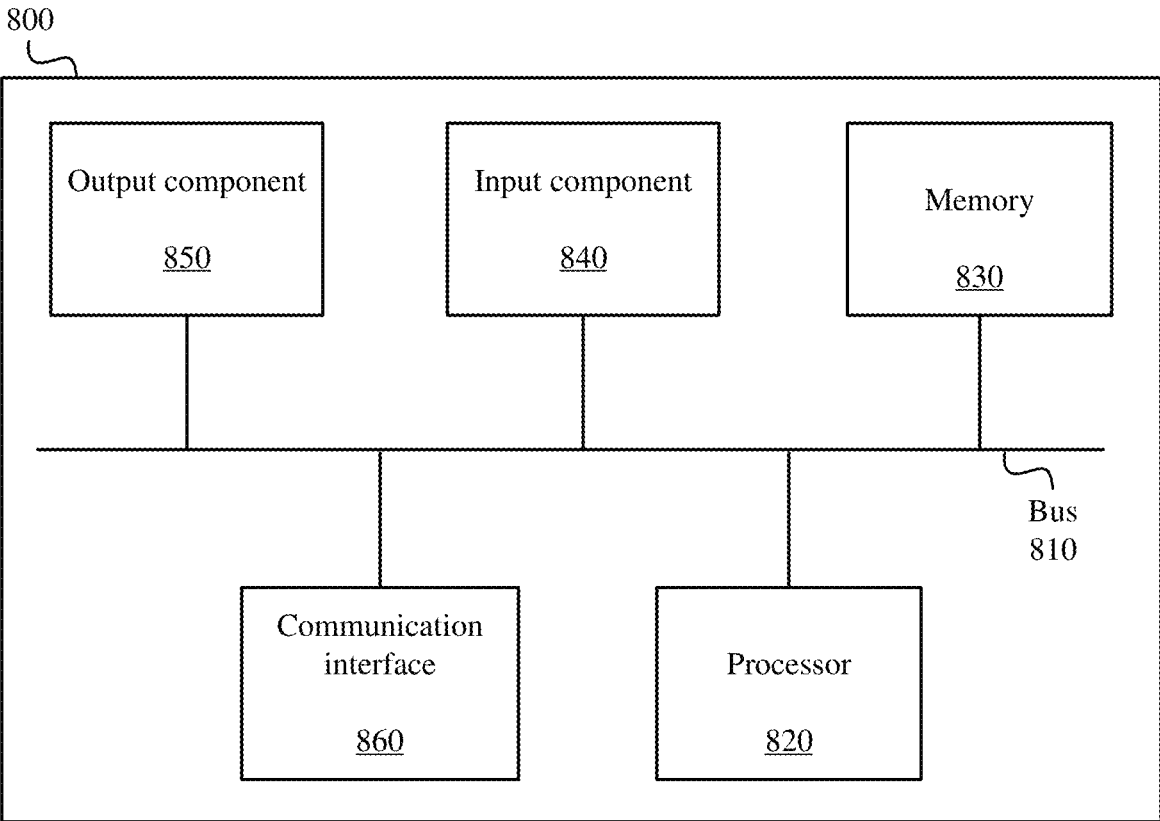 800
Output component
850
Input component
840
Memory
830
Bus
810
Communication
interface
860
Processor
820